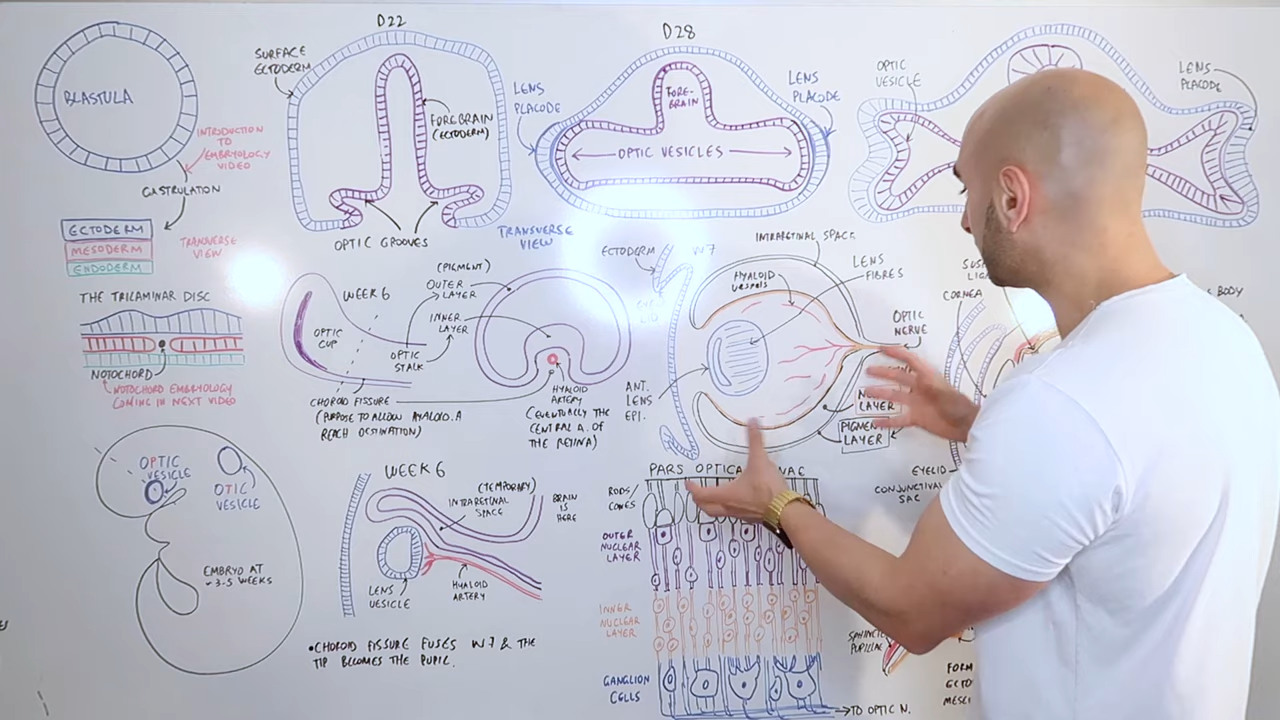 D22
D28
BLASTULA
INTRODUCTION
TO
EMBRYOLOGY
VIDEO
GASTRULATION
ECTODERM
MESODERM
ENDODERM
TRANSVERSE
VIEW
SURFACE
ECTODERM
FOREBRAIN
(ECTODERM)
OPTIC GROOVES
LENS
PLACODE
FORE-
BRAIN
OPTIC VESICLES
LENS
PLACODE
TRANSVERSE
VIEW
OPTIC
VESICLE
LENS
PLACODE
THE TRILAMINAR DISC
NOTOCHORD
NOTOCHORD EMBRYOLOGY
COMING IN NEXT VIDEO
WEEK 6
OPTIC
CUP
OPTIC
STALK
(PIGMENT)
OUTER
LAYER
INNER
LAYER
CHOROID FISSURE
(PURPOSE TO ALLOW HYALOID.A
REACH DESTINATION)
HYALOID
ARTERY
(EVENTUALLY THE
CENTRAL A. OF
THE RETINA)
ECTODERM
W7
INTRARETINAL SPACE
HYALOID
VESSELS
LENS
FIBRES
OPTIC
NERVE
ANT.
LENS
EPI.
LAYER
PIGMENT
LAYER
CORNEA
BODY
EYELID
CONJUNCTIVAL
SAC
OPTIC
VESICLE
OTIC
VESICLE
EMBRYO AT
~3-5 WEEKS
WEEK 6
(TEMPORARY)
INTRARETINAL
SPACE
BRAIN
IS
HERE
LENS
VESICLE
HYALOID
ARTERY
•CHOROID FISSURE FUSES W7 & THE
TIP BECOMES THE PUPIL.
PARS OPTICA
RODS/
CONES
OUTER
NUCLEAR
LAYER
INNER
NUCLEAR
LAYER
GANGLION
CELLS
TO OPTIC N.